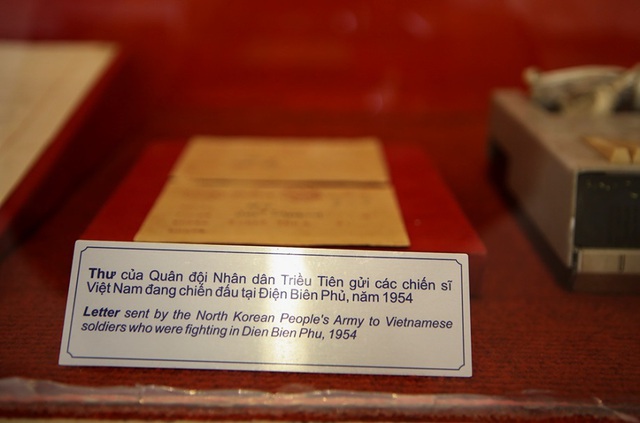 Thư của Quân đội Nhân dân Triều Tiên gửi các chiến sĩ
Việt Nam đang chiến đấu tại Điện Biên Phủ, năm 1954
Letter sent by the North Korean People's Army to Vietnamese
soldiers who were fighting in Dien Bien Phu, 1954